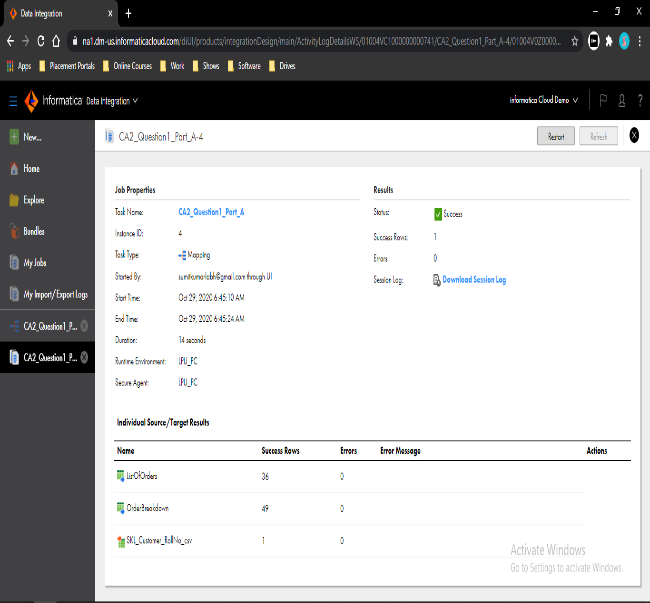 Data Integration
na1.dm-us.informaticacloud.com/diUI/products/integrationDesign/main/ActivityLogDetailsWS/01004VC1000000000741/CA2_Question1_Part_A-4/01004V0Z0000...
Apps Placement Portals Online Courses Work Shows Software Drives
Informatica Data Integration
informatica Cloud Demo
New...
Home
Explore
Bundles
My Jobs
My Import/Export Logs
CA2_Question1_P...
CA2_Question1_P...
CA2_Question1_Part_A-4
Restart Refresh
Job Properties
Task Name: CA2_Question1_Part_A
Instance ID: 4
Task Type: Mapping
Started By: sumitkumarlabh@gmail.com through UI
Start Time: Oct 29, 2020 6:45:10 AM
End Time: Oct 29, 2020 6:45:24 AM
Duration: 14 seconds
Runtime Environment: LPU_PC
Secure Agent: LPU_PC
Results
Status: Success
Success Rows: 1
Errors: 0
Session Log: Download Session Log
Individual Source/Target Results
Name Success Rows Errors Error Message Actions
ListOfOrders 36 0
OrderBreakdown 49 0
SKL_Customer_RollNo_csv 1 0
Activate Windows
Go to Settings to activate Windows.